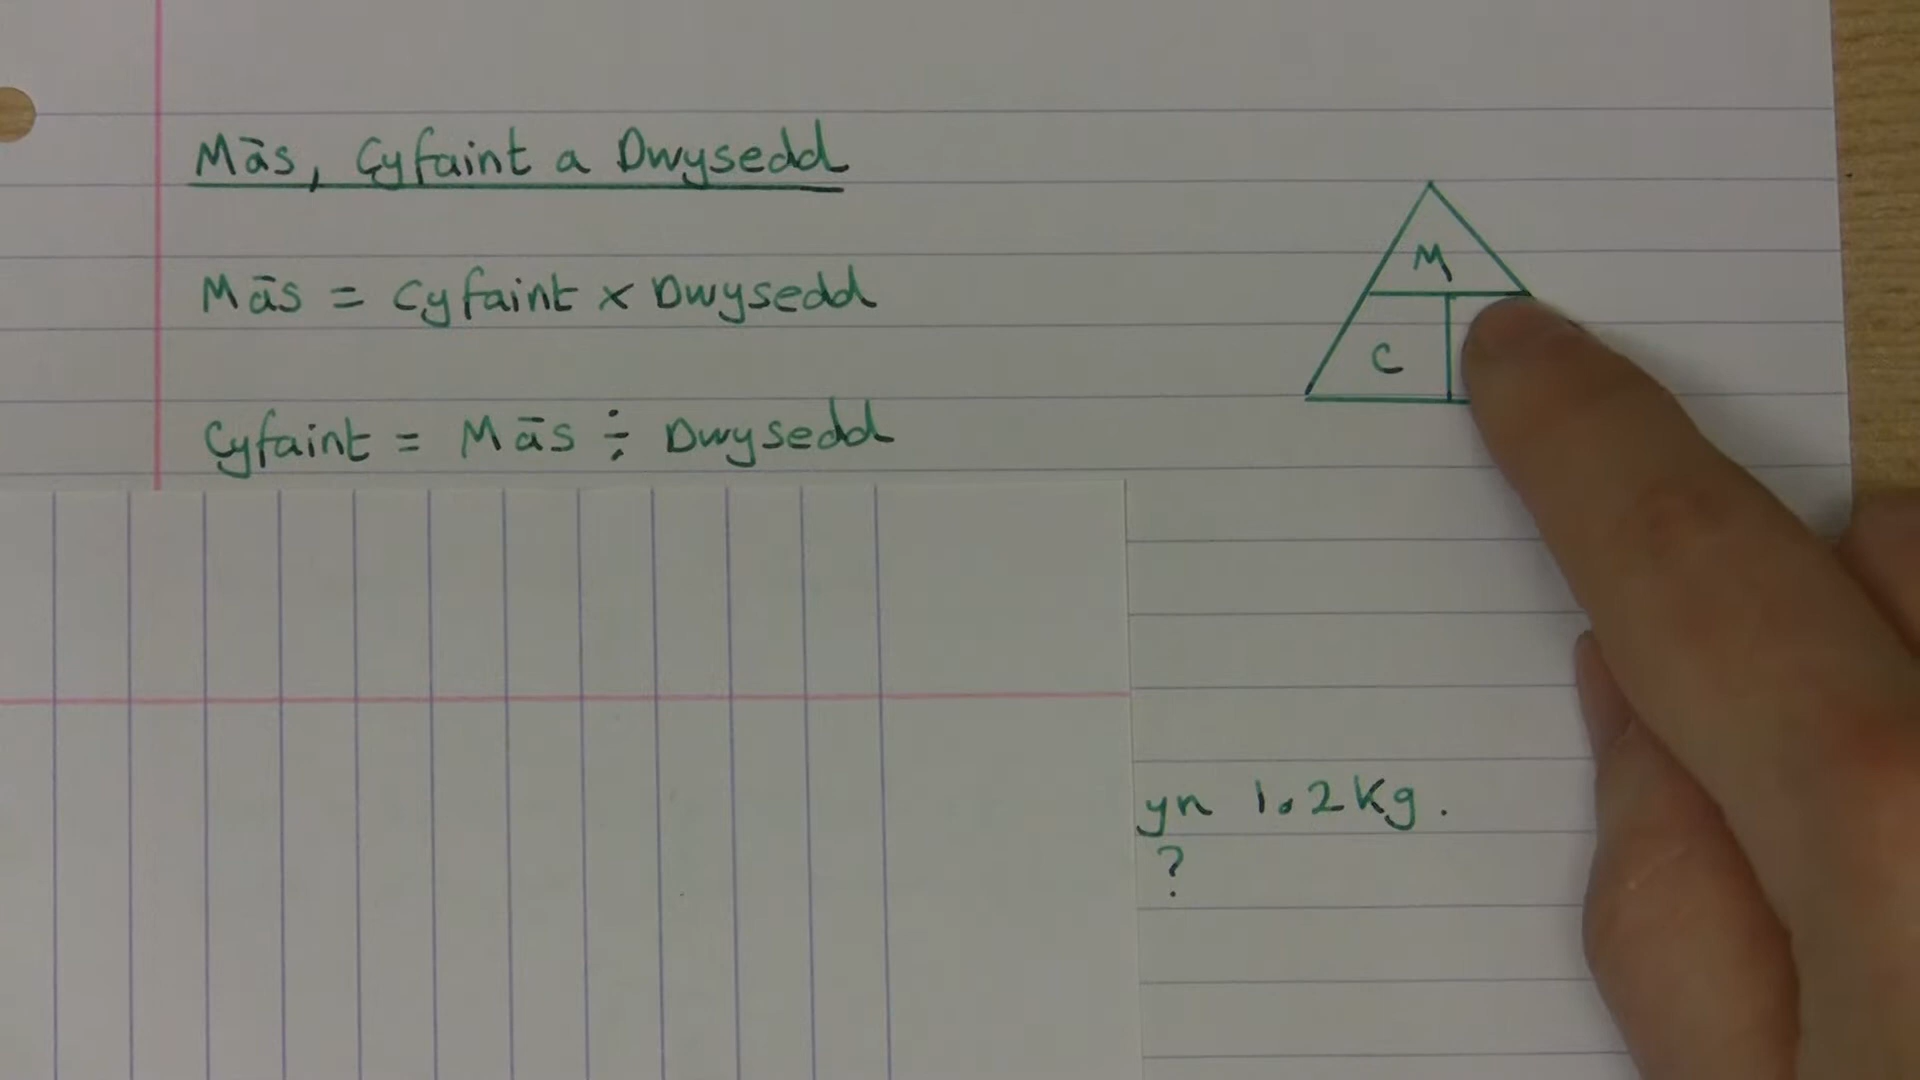 Mās, Cyfaint a Dwysedd
Mās = Cyfaint × Dwysedd
Cyfaint = Mās ÷ Dwysedd
M
C
yn 1.2Kg.
?